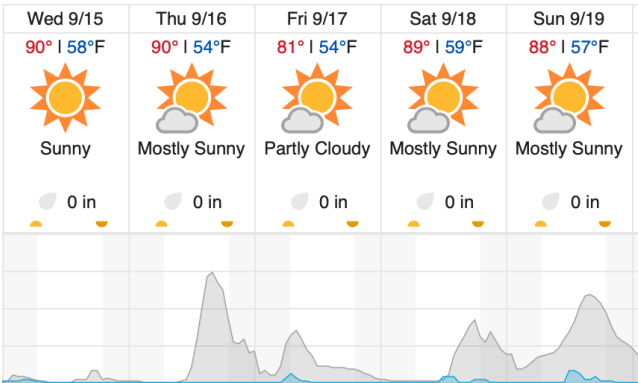 Wed 9/15 Thu 9/16 Fri 9/17 Sat 9/18 Sun 9/19
90° | 58°F 90° | 54°F 81° | 54°F 89° | 59°F 88° | 57°F
Sunny Mostly Sunny Partly Cloudy Mostly Sunny Mostly Sunny
0 in 0 in 0 in 0 in 0 in